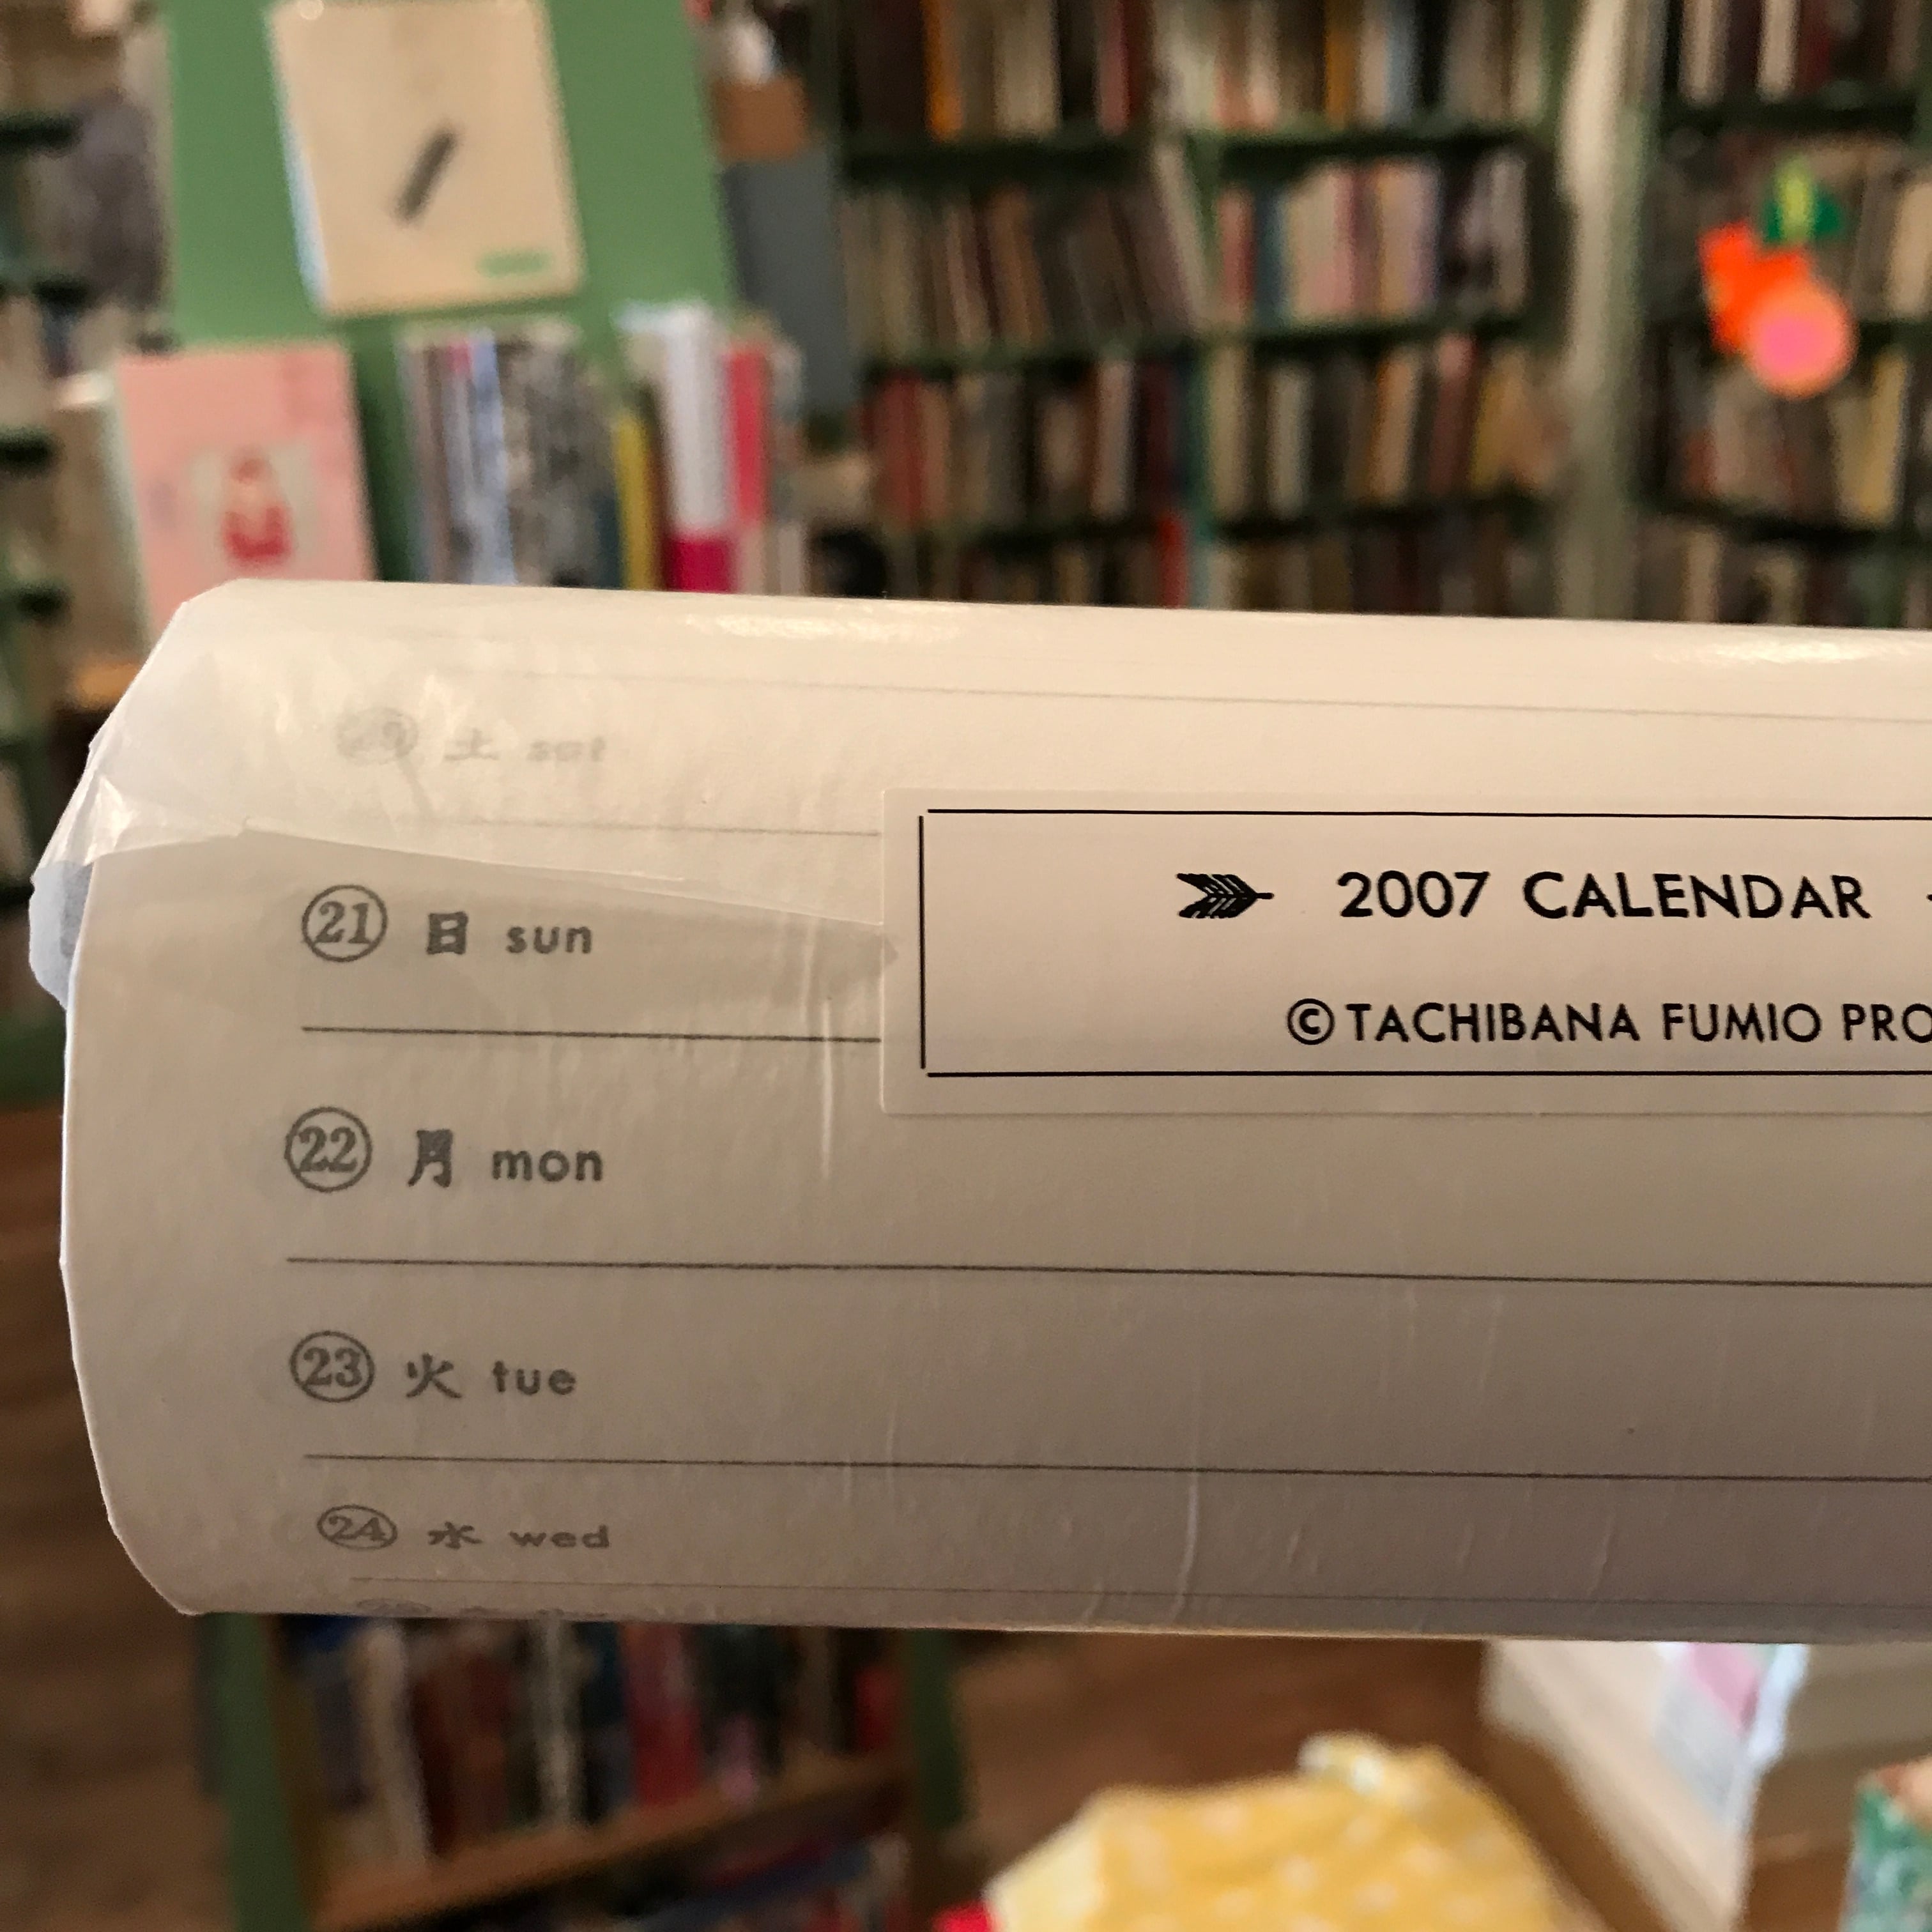 土 sat
㉑ 日 sun
2007 CALENDAR
© TACHIBANA FUMIO PRO
㉒ 月 mon
㉓ 火 tue
㉔ 水 wed